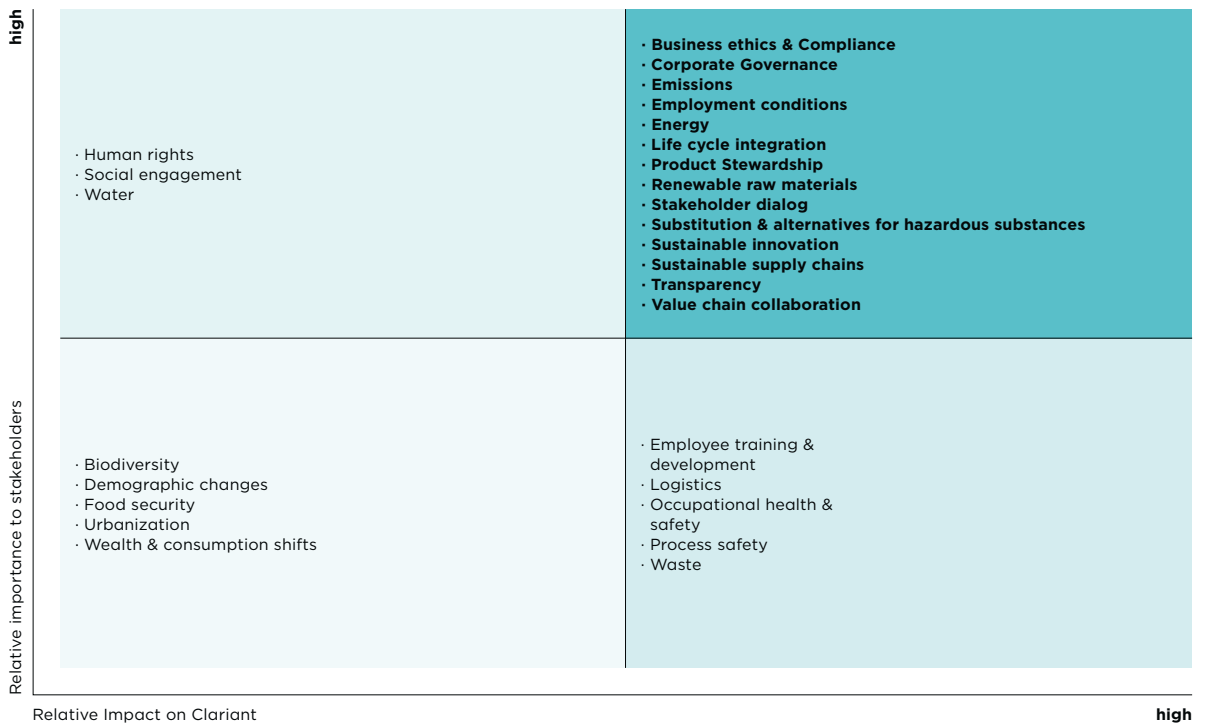 high
· Human rights
· Social engagement
· Water
· Business ethics & Compliance
· Corporate Governance
· Emissions
· Employment conditions
· Energy
· Life cycle integration
· Product Stewardship
· Renewable raw materials
· Stakeholder dialog
· Substitution & alternatives for hazardous substances
· Sustainable innovation
· Sustainable supply chains
· Transparency
· Value chain collaboration
Relative importance to stakeholders
· Biodiversity
· Demographic changes
· Food security
· Urbanization
· Wealth & consumption shifts
· Employee training &
development
· Logistics
· Occupational health &
safety
· Process safety
· Waste
Relative Impact on Clariant
high